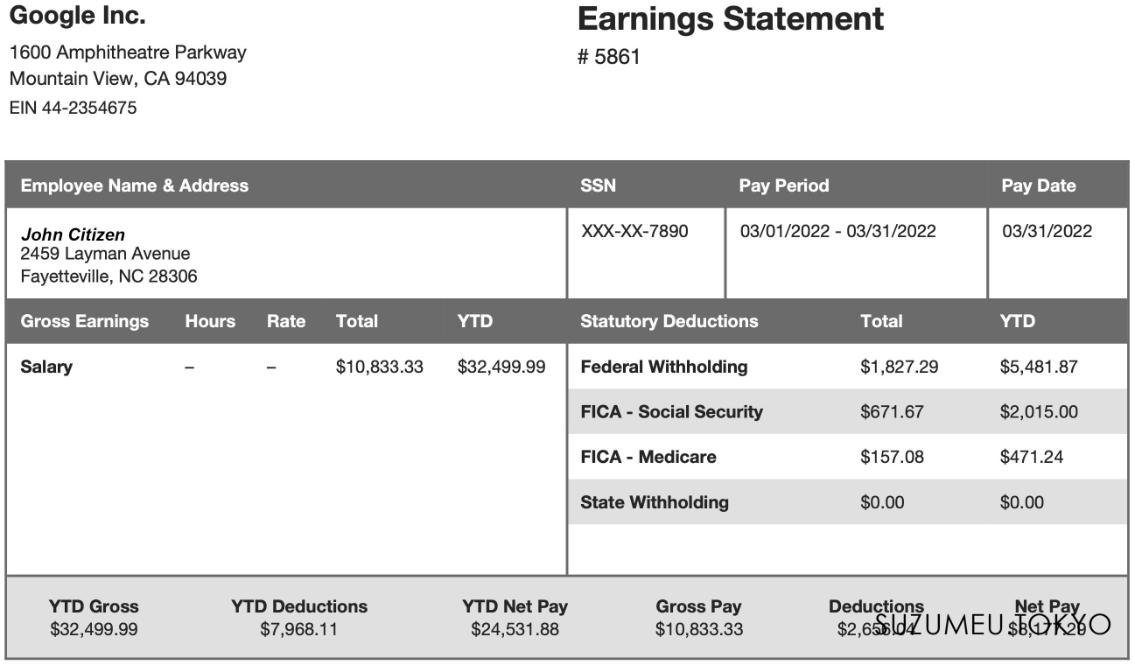 Google Inc.
1600 Amphitheatre Parkway
Mountain View, CA 94039
EIN 44-2354675
Earnings Statement
# 5861
Employee Name & Address SSN Pay Period Pay Date
John Citizen
2459 Layman Avenue
Fayetteville, NC 28306
XXX-XX-7890 03/01/2022 - 03/31/2022 03/31/2022
Gross Earnings Hours Rate Total YTD
Salary – – $10,833.33 $32,499.99
Statutory Deductions Total YTD
Federal Withholding $1,827.29 $5,481.87
FICA - Social Security $671.67 $2,015.00
FICA - Medicare $157.08 $471.24
State Withholding $0.00 $0.00
YTD Gross YTD Deductions YTD Net Pay Gross Pay Deductions Net Pay
$32,499.99 $7,968.11 $24,531.88 $10,833.33 $2,656.04 $8,177.29
SUZUMEU.TOKYO